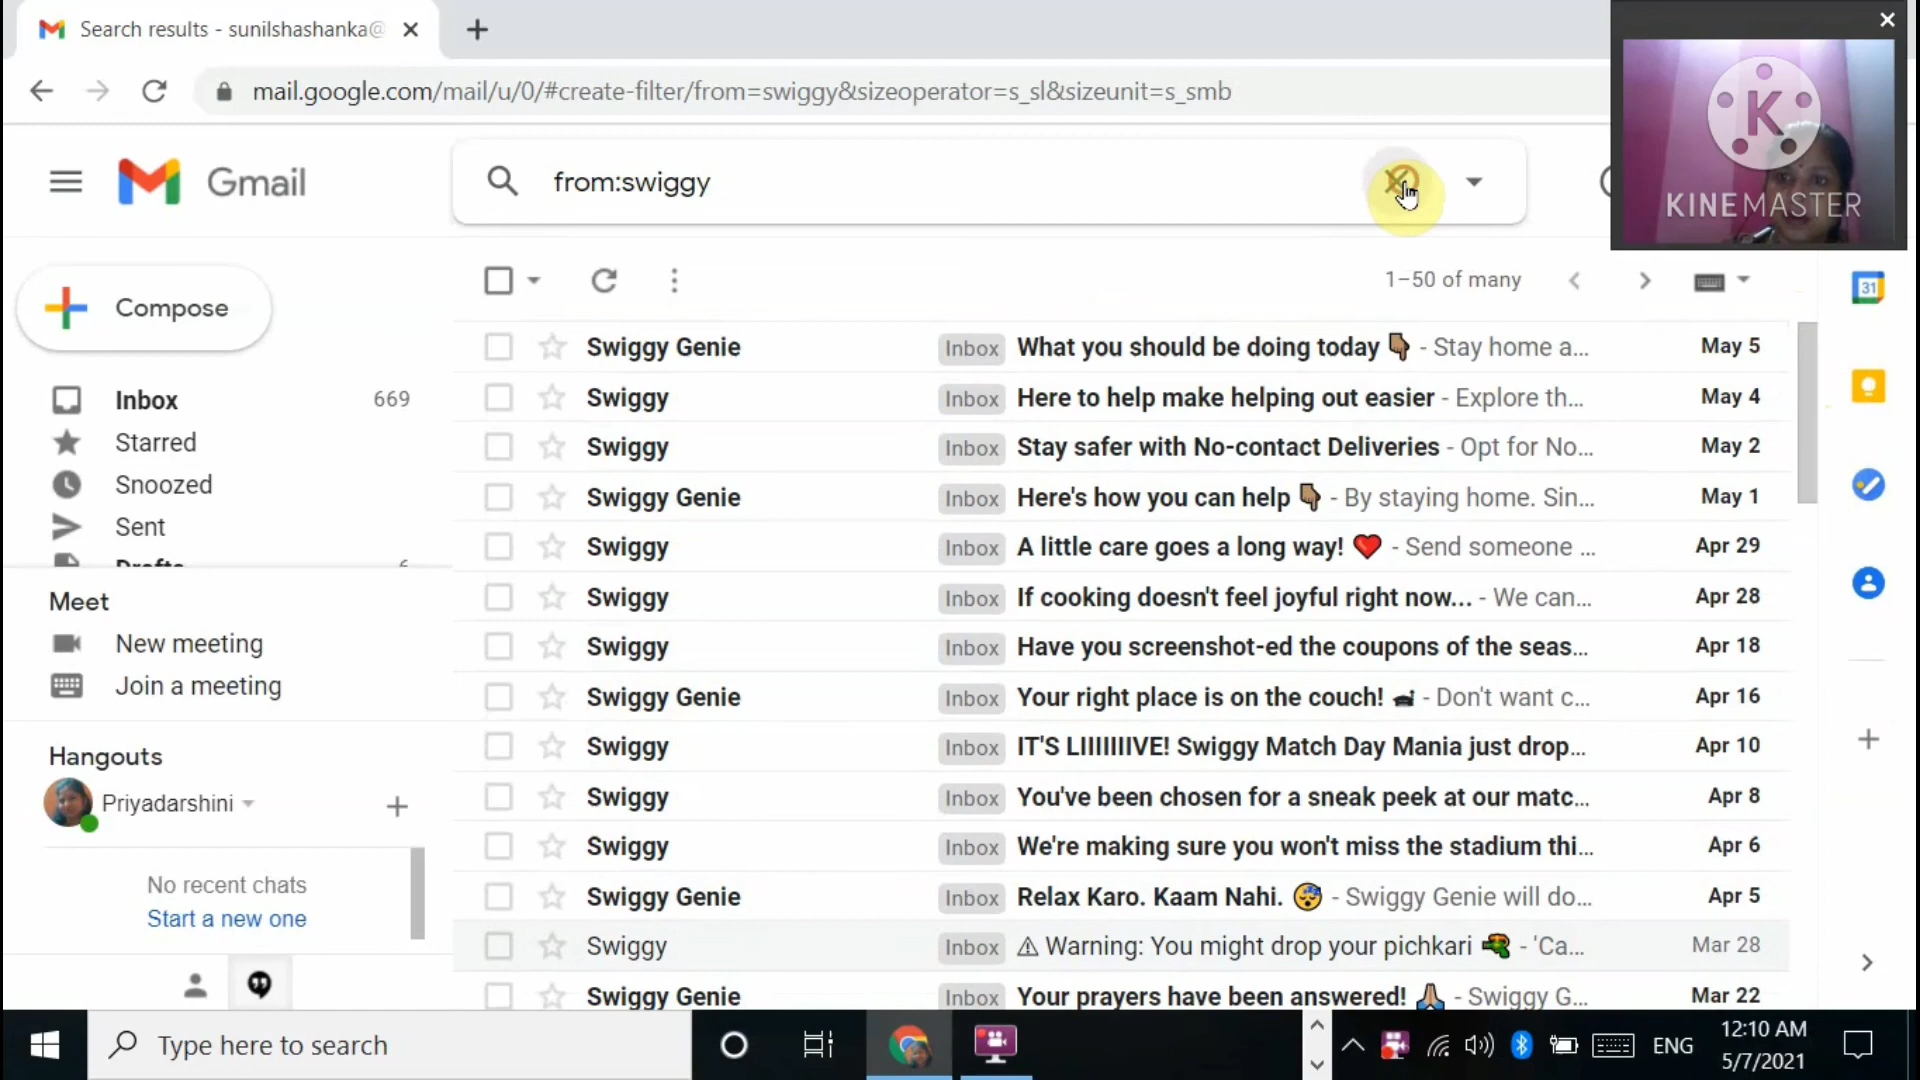 Search results - sunilshashanka@
mail.google.com/mail/u/0/#create-filter/from=swiggy&sizeoperator=s_sl&sizeunit=s_smb
K
KINEMASTER
Gmail
from:swiggy
Compose
1–50 of many
31
Inbox 669
Starred
Snoozed
Sent
Drafts 6
Meet
New meeting
Join a meeting
Hangouts
Priyadarshini
No recent chats
Start a new one
Swiggy Genie Inbox What you should be doing today 👇🏾 - Stay home a... May 5
Swiggy Inbox Here to help make helping out easier - Explore th... May 4
Swiggy Inbox Stay safer with No-contact Deliveries - Opt for No... May 2
Swiggy Genie Inbox Here's how you can help 👇🏾 - By staying home. Sin... May 1
Swiggy Inbox A little care goes a long way! ❤️ - Send someone ... Apr 29
Swiggy Inbox If cooking doesn't feel joyful right now... - We can... Apr 28
Swiggy Inbox Have you screenshot-ed the coupons of the seas... Apr 18
Swiggy Genie Inbox Your right place is on the couch! 🛋 - Don't want c... Apr 16
Swiggy Inbox IT'S LIIIIIIIVE! Swiggy Match Day Mania just drop... Apr 10
Swiggy Inbox You've been chosen for a sneak peek at our matc... Apr 8
Swiggy Inbox We're making sure you won't miss the stadium thi... Apr 6
Swiggy Genie Inbox Relax Karo. Kaam Nahi. 😴 - Swiggy Genie will do... Apr 5
Swiggy Inbox ⚠ Warning: You might drop your pichkari 🔫 - 'Ca... Mar 28
Swiggy Genie Inbox Your prayers have been answered! 🙏🏽 - Swiggy G... Mar 22
Type here to search
ENG
12:10 AM
5/7/2021